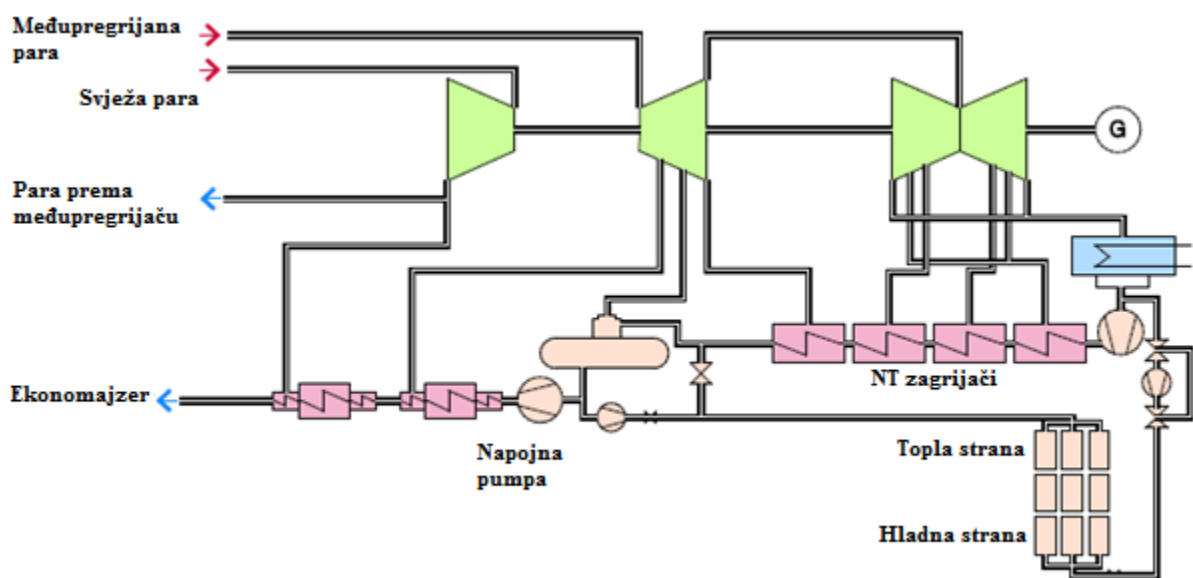 Međupregrijana
para
Svježa para
G
Para prema
međupregrijaču
NT zagrijači
Ekonomajzer
Napojna
pumpa
Topla strana
Hladna strana